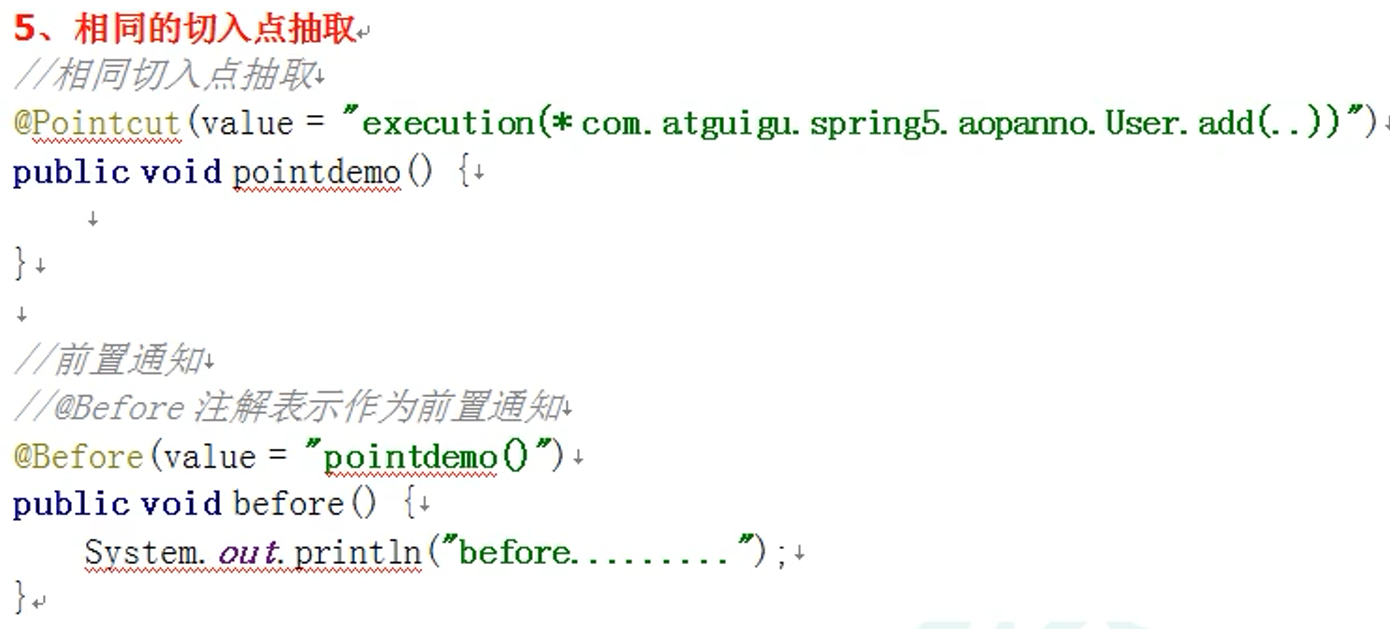 5、相同的切入点抽取
//相同切入点抽取
@Pointcut(value = "execution(* com.atguigu.spring5.aopanno.User.add(..))")
public void pointdemo() {
}
//前置通知
//@Before 注解表示作为前置通知
@Before(value = "pointdemo()")
public void before() {
System.out.println("before.........");
}